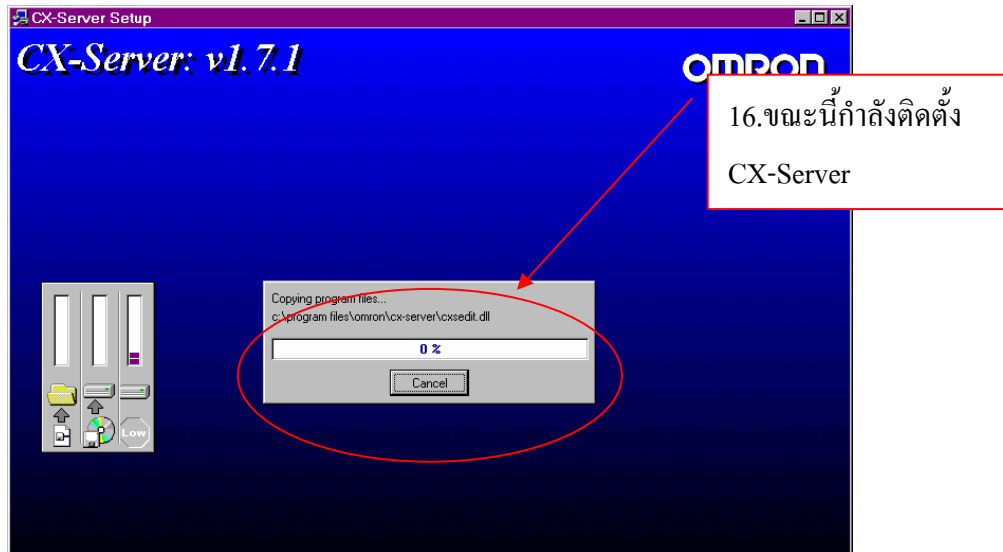 CX-Server Setup
CX-Server: v1.7.1
OMRON
16.ขณะนี้กำลังติดตั้ง
CX-Server
Copying program files...
c:\program files\omron\cx-server\cxsedit.dll
0 %
Cancel
Low